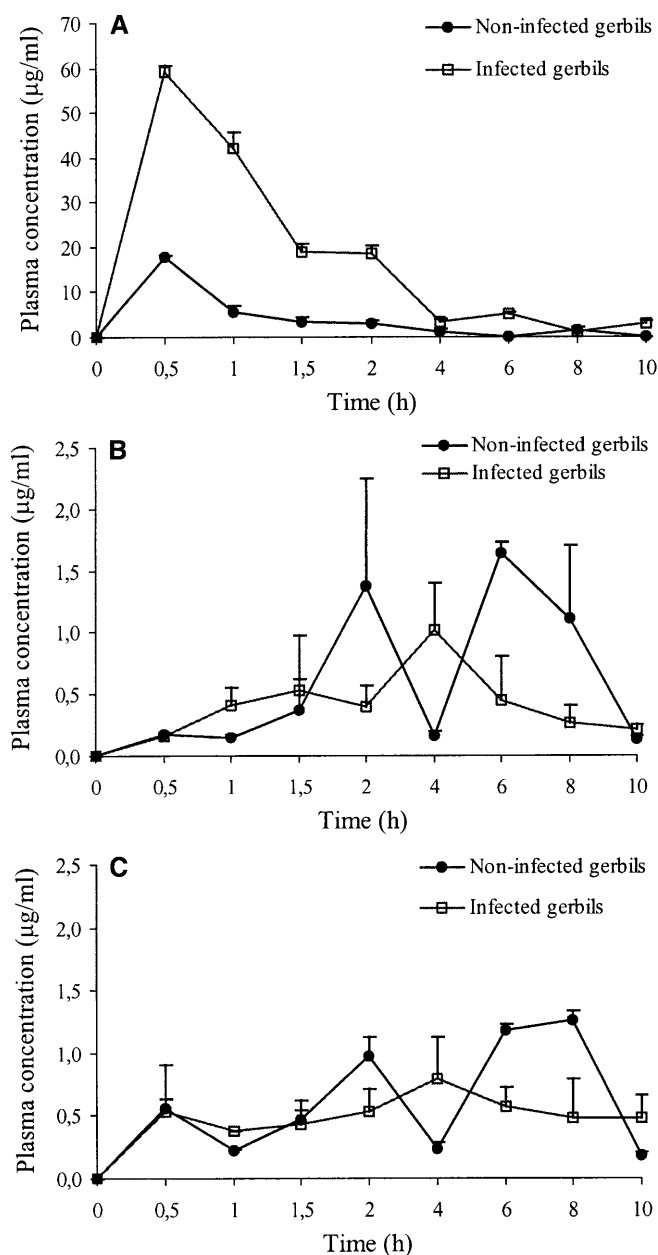 A
Non-infected gerbils
Infected gerbils
Plasma concentration (µg/ml)
70
60
50
40
30
20
10
0
0 0,5 1 1,5 2 4 6 8 10
Time (h)
B
Non-infected gerbils
Infected gerbils
Plasma concentration (µg/ml)
2,5
2,0
1,5
1,0
0,5
0,0
0 0,5 1 1,5 2 4 6 8 10
Time (h)
C
Non-infected gerbils
Infected gerbils
Plasma concentration (µg/ml)
2,5
2,0
1,5
1,0
0,5
0,0
0 0,5 1 1,5 2 4 6 8 10
Time (h)